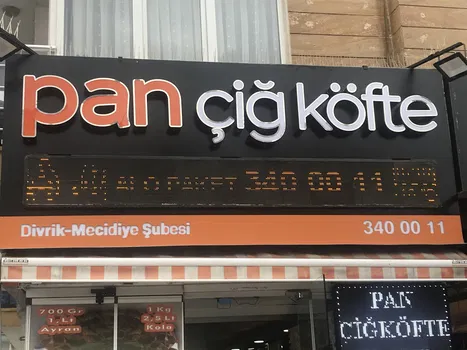 pan çiğ köfte
ALO PAKET 340 00 11
Divrik-Mecidiye Şubesi 340 00 11
700 Gr
1 Lt
Ayran
1 Kg
2,5 Lt
Kola
PAN
ÇİĞKÖFTE